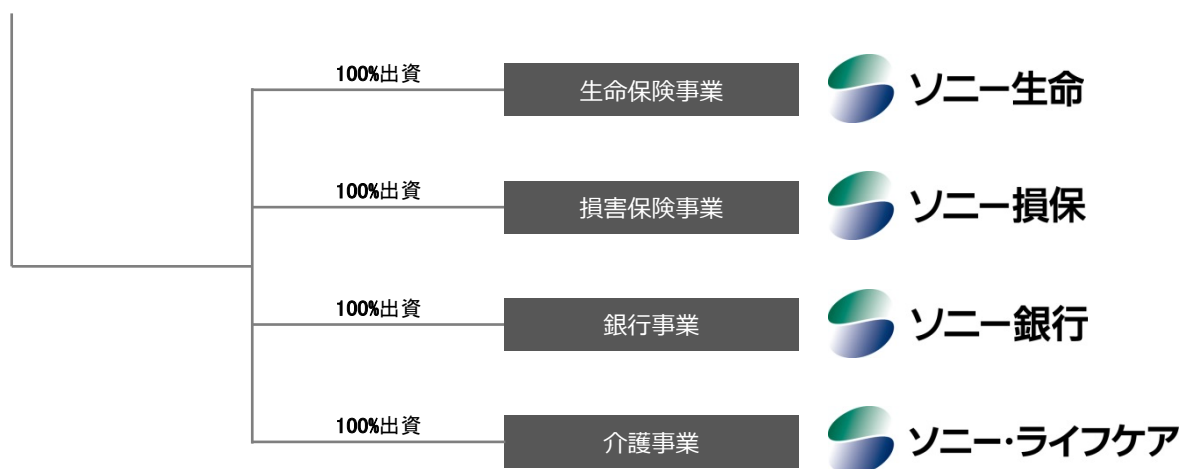 100%出資
生命保険事業
ソニー生命
100%出資
損害保険事業
ソニー損保
100%出資
銀行事業
ソニー銀行
100%出資
介護事業
ソニー・ライフケア